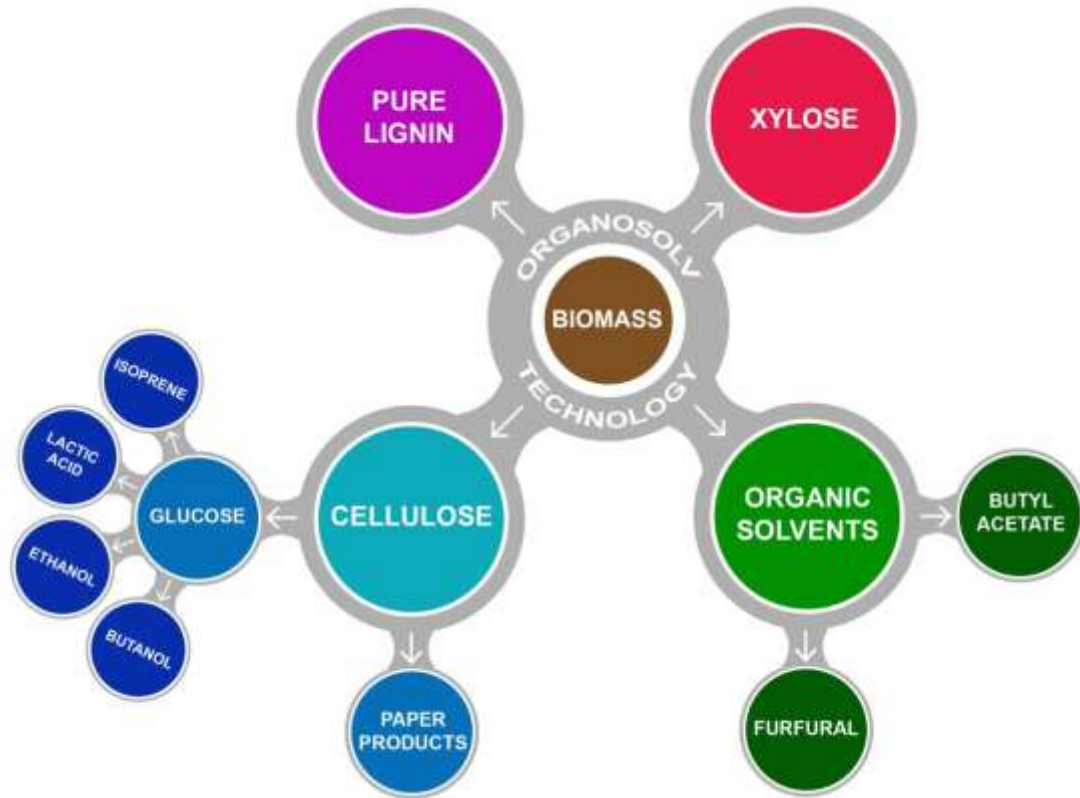 PURE
LIGNIN
XYLOSE
ORGANOSOLV
BIOMASS
TECHNOLOGY
ISOPRENE
LACTIC
ACID
GLUCOSE
ETHANOL
BUTANOL
CELLULOSE
ORGANIC
SOLVENTS
BUTYL
ACETATE
PAPER
PRODUCTS
FURFURAL